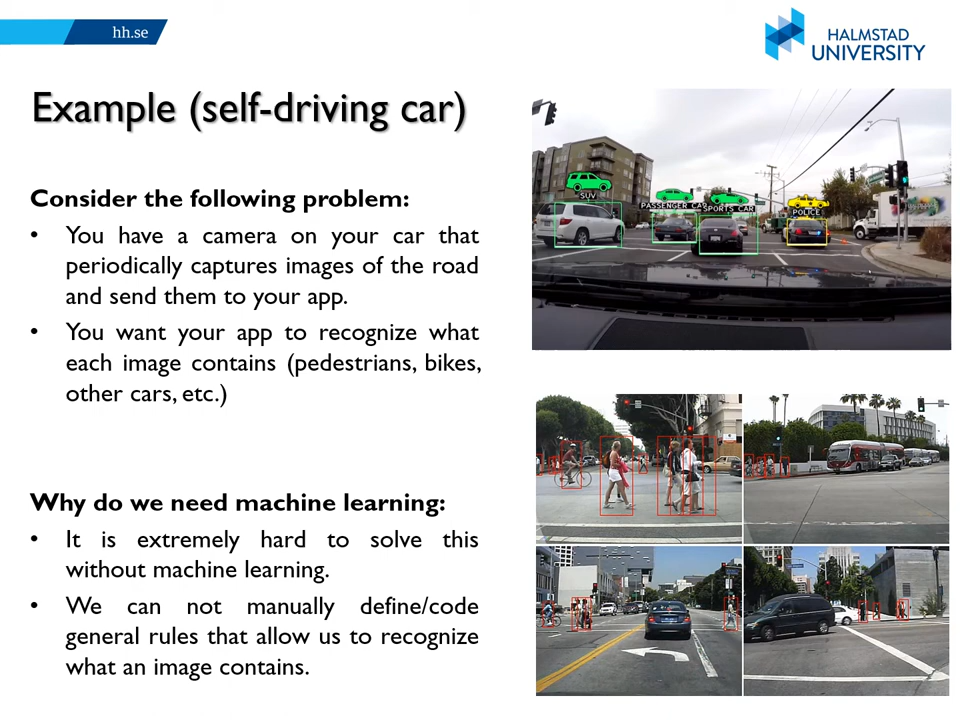 hh.se
HALMSTAD
UNIVERSITY
Example (self-driving car)
Consider the following problem:
• You have a camera on your car that
periodically captures images of the road
and send them to your app.
• You want your app to recognize what
each image contains (pedestrians, bikes,
other cars, etc.)
Why do we need machine learning:
• It is extremely hard to solve this
without machine learning.
• We can not manually define/code
general rules that allow us to recognize
what an image contains.
SUV
PASSENGER CAR
SPORTS CAR
POLICE